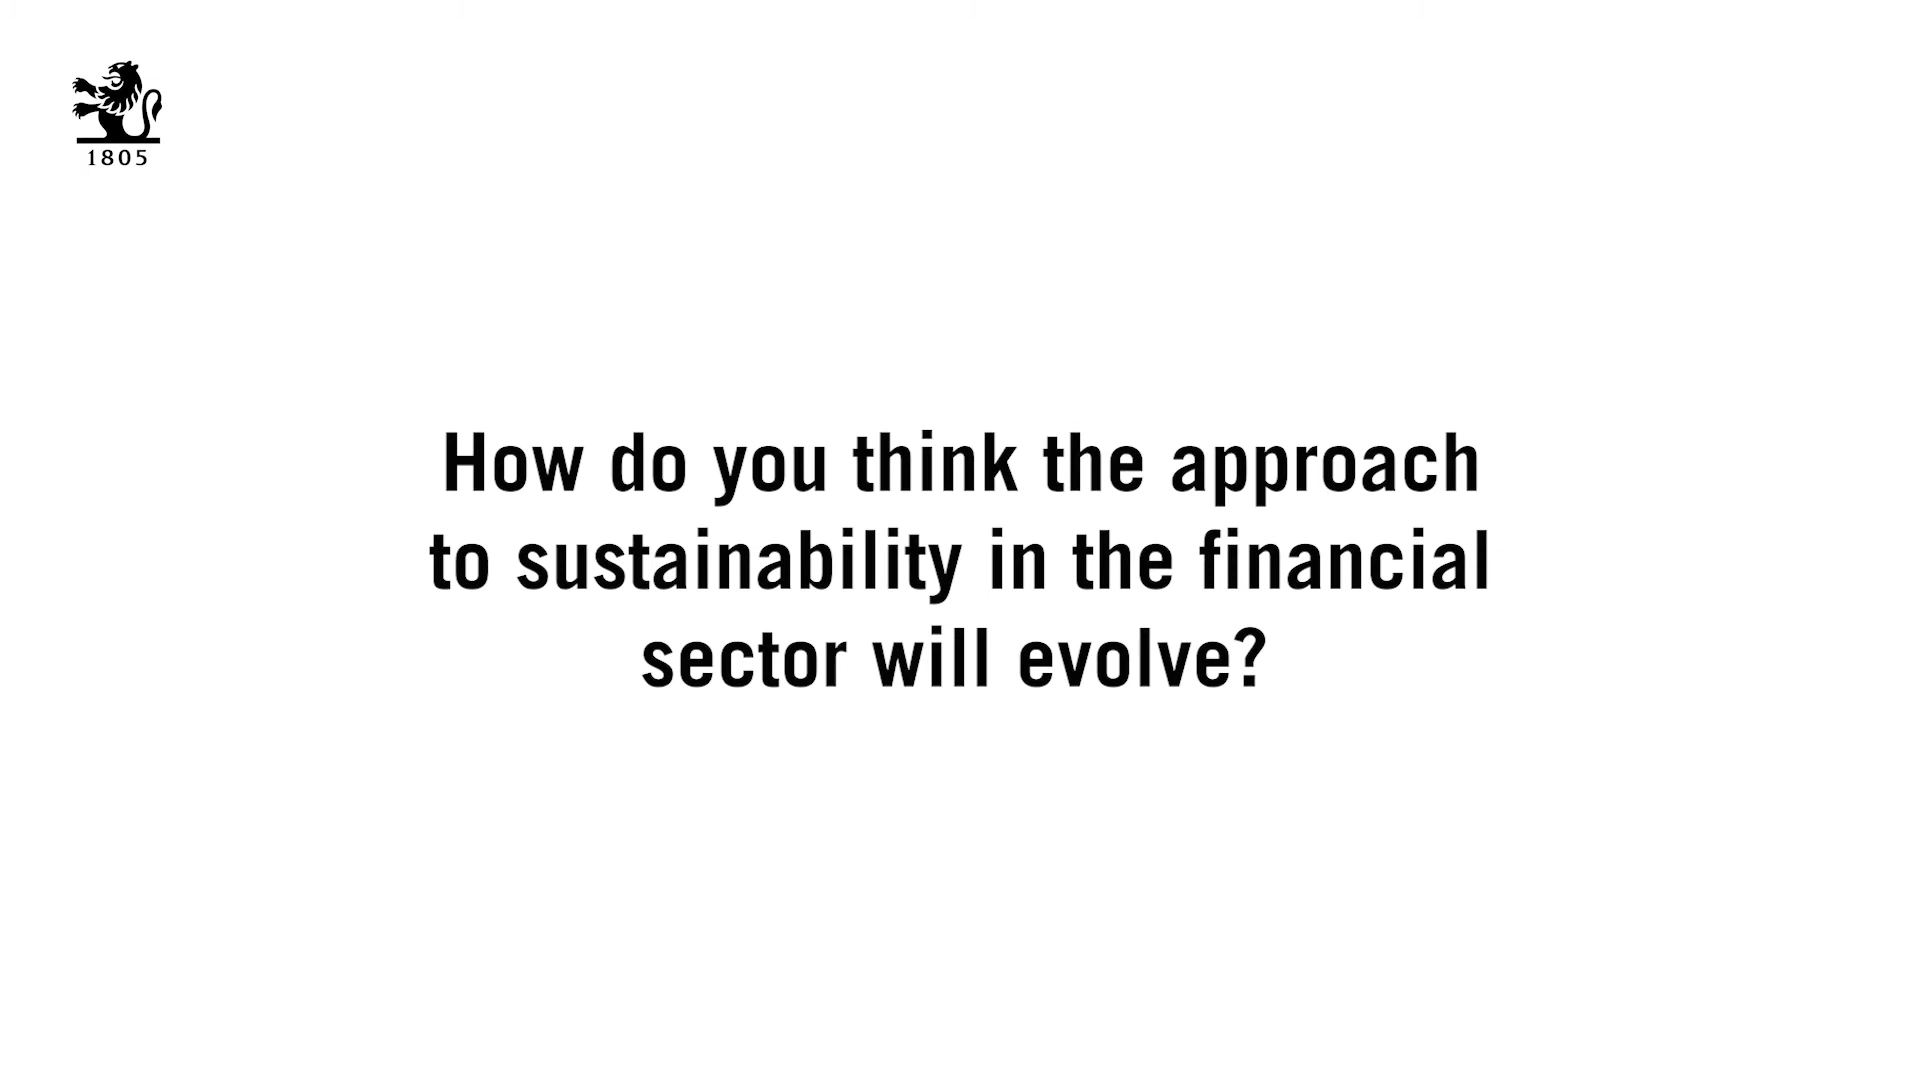 1805
How do you think the approach
to sustainability in the financial
sector will evolve?